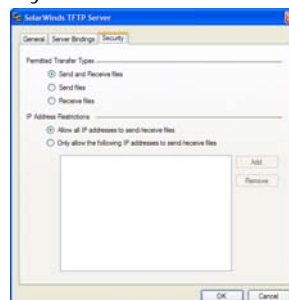 SolarWinds TFTP Server
General Server Bindings Security
Permitted Transfer Types
Send and Receive files
Send files
Receive files
IP Address Restrictions
Allow all IP addresses to send/receive files
Only allow the following IP addresses to send/receive files
Add
Remove
OK Cancel